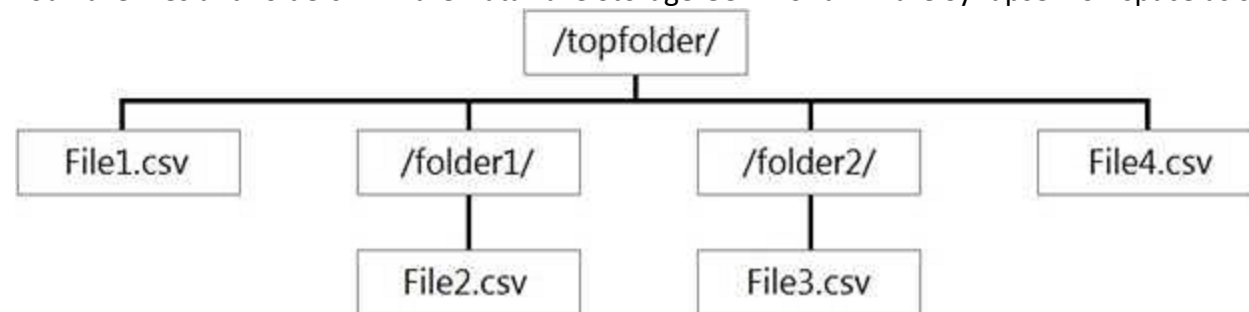 /topfolder/
File1.csv
/folder1/
/folder2/
File4.csv
File2.csv
File3.csv